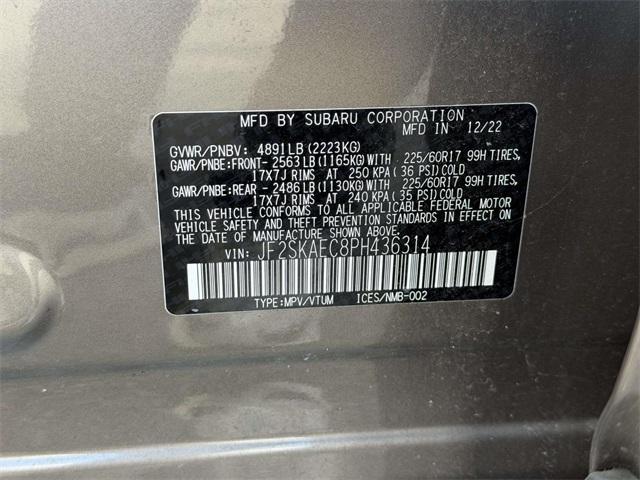 MFD BY SUBARU CORPORATION
MFD IN 12/22
GVWR/PNBV: 4891LB(2223KG)
GAWR/PNBE:FRONT- 2563LB(1165KG)WITH 225/60R17 99H TIRES,
17X7J RIMS AT 250 KPA(36 PSI)COLD
GAWR/PNBE:REAR - 2486LB(1130KG)WITH 225/60R17 99H TIRES,
17X7J RIMS AT 240 KPA(35 PSI)COLD
THIS VEHICLE CONFORMS TO ALL APPLICABLE FEDERAL MOTOR
VEHICLE SAFETY AND THEFT PREVENTION STANDARDS IN EFFECT
ON THE DATE OF MANUFACTURE SHOWN ABOVE.
VIN: JF2SKAEC8PH436314
TYPE:MPV/VTUM ICES/NMB-002